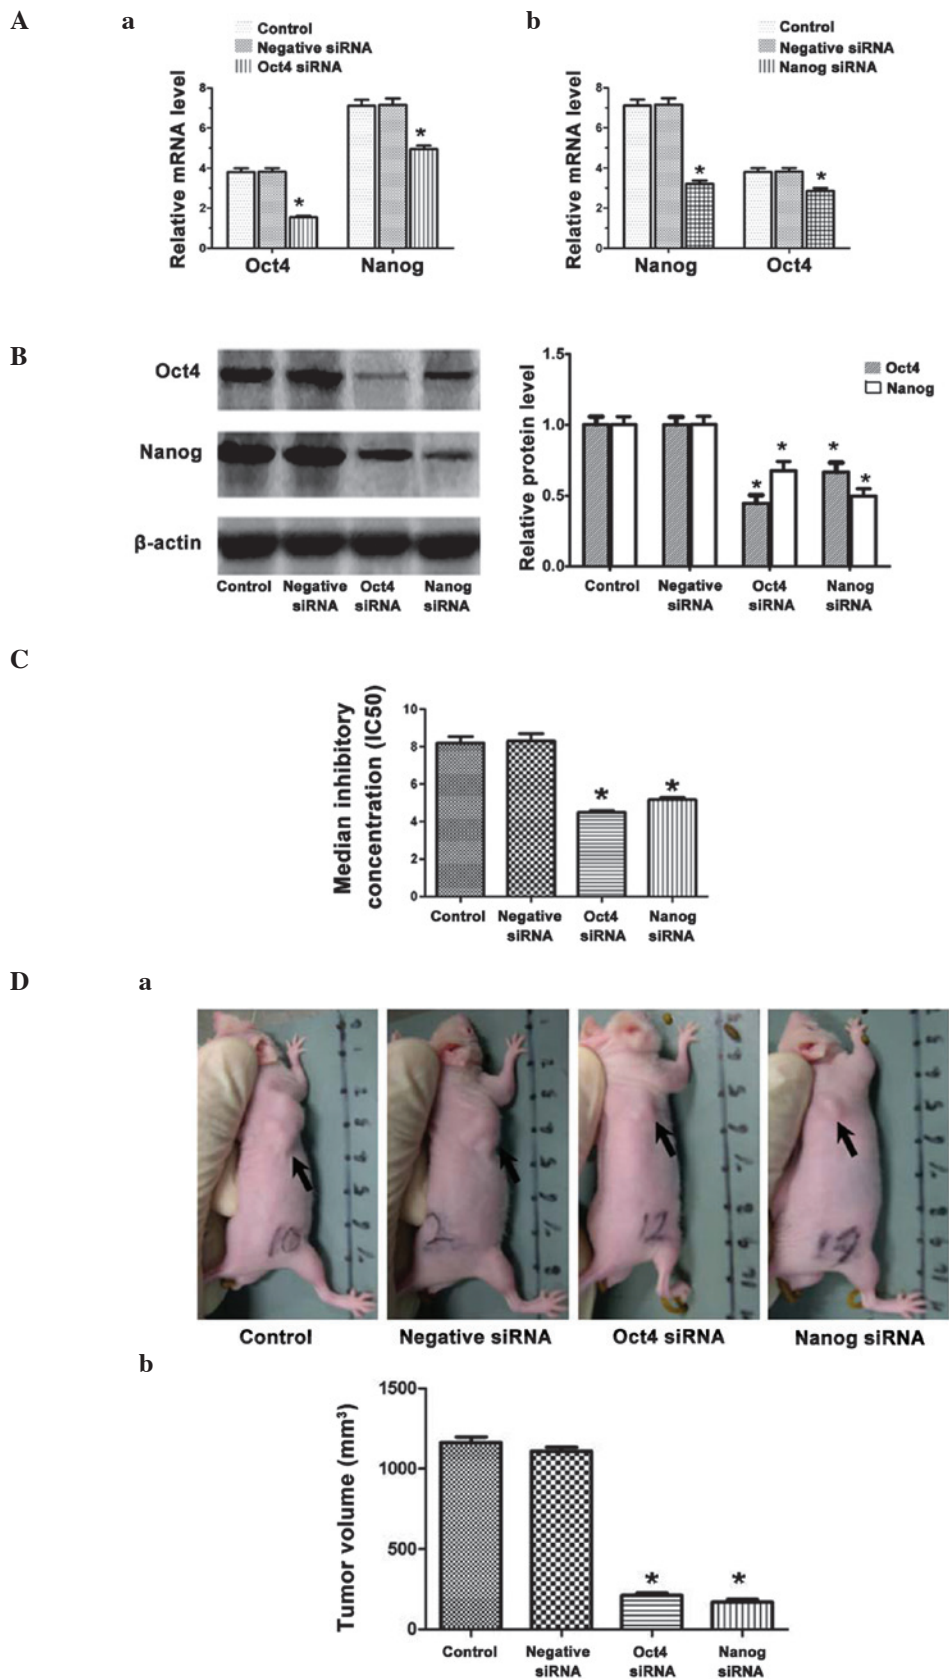 A a b
Control
Negative siRNA
Oct4 siRNA
Relative mRNA level
8
6
4
2
0
*
*
Oct4 Nanog
Control
Negative siRNA
Nanog siRNA
Relative mRNA level
8
6
4
2
0
*
*
Nanog Oct4
B
Oct4
Nanog
β-actin
Control Negative siRNA Oct4 siRNA Nanog siRNA
Relative protein level
1.5
1.0
0.5
0.0
Oct4
Nanog
* * * *
Control Negative siRNA Oct4 siRNA Nanog siRNA
C
Median inhibitory
concentration (IC50)
10
8
6
4
2
0
* *
Control Negative siRNA Oct4 siRNA Nanog siRNA
D a
10 2 12
Control Negative siRNA Oct4 siRNA Nanog siRNA
b
Tumor volume (mm³)
1500
1000
500
0
* *
Control Negative siRNA Oct4 siRNA Nanog siRNA